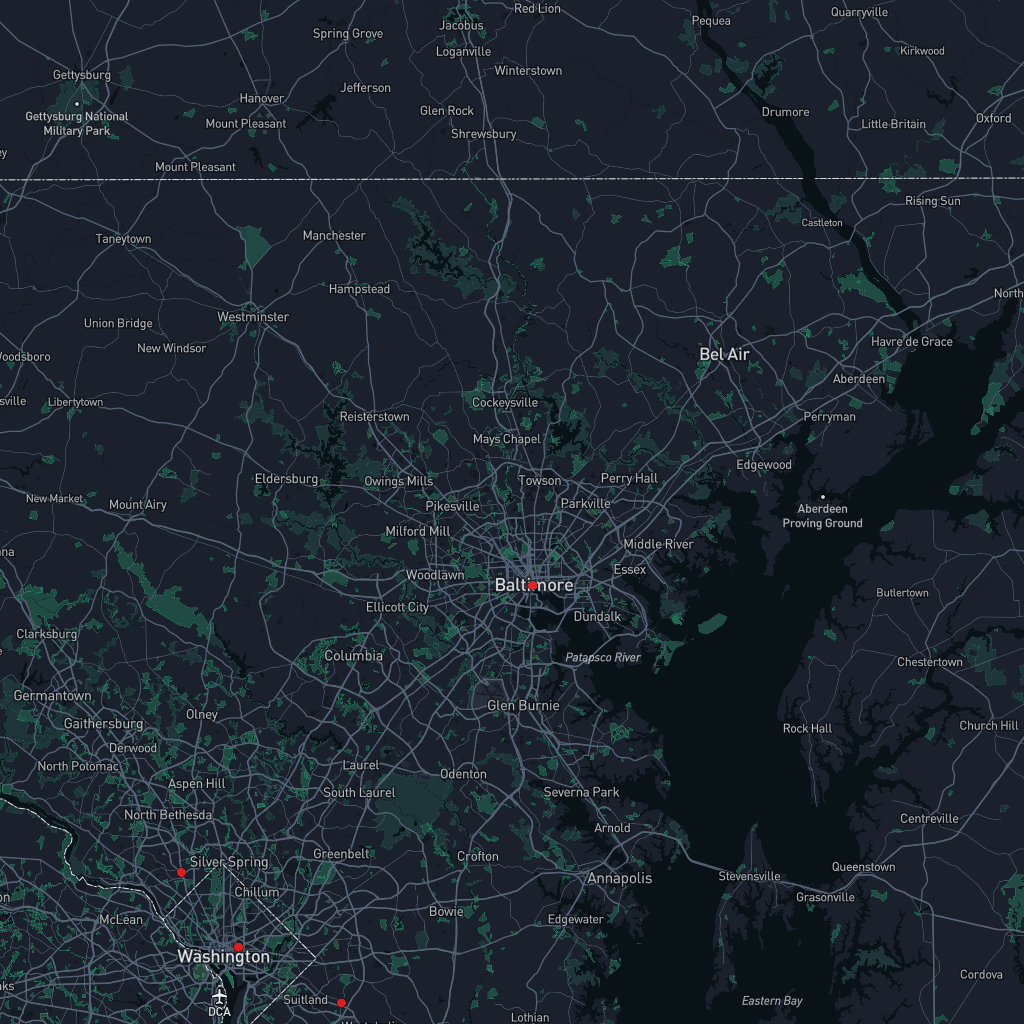 Red Lion
Quarryville
Pequea
Jacobus
Spring Grove
Loganville
Kirkwood
Winterstown
Gettysburg
Jefferson
Hanover
Glen Rock
Drumore
Gettysburg National
Military Park
Oxford
Mount Pleasant
Little Britain
Shrewsbury
Mount Pleasant
Rising Sun
Castleton
Manchester
Taneytown
Hampstead
North
Westminster
Union Bridge
Havre de Grace
New Windsor
Bel Air
Woodsboro
Aberdeen
sville
Libertytown
Cockeysville
Reisterstown
Perryman
Mays Chapel
Edgewood
Eldersburg
Owings Mills
Towson
Perry Hall
New Market
Mount Airy
Pikesville
Parkville
Aberdeen
Proving Ground
Milford Mill
Middle River
ana
Woodlawn
Essex
Baltimore
Butlertown
Ellicott City
Dundalk
Clarksburg
Columbia
Patapsco River
Chestertown
Germantown
Glen Burnie
Olney
Gaithersburg
Rock Hall
Church Hill
Derwood
North Potomac
Laurel
Odenton
Aspen Hill
South Laurel
Severna Park
North Bethesda
Arnold
Centreville
Greenbelt
Crofton
Silver Spring
Queenstown
Annapolis
Stevensville
Chillum
Grasonville
McLean
Bowie
Edgewater
Washington
Cordova
Suitland
Eastern Bay
DCA
Lothian